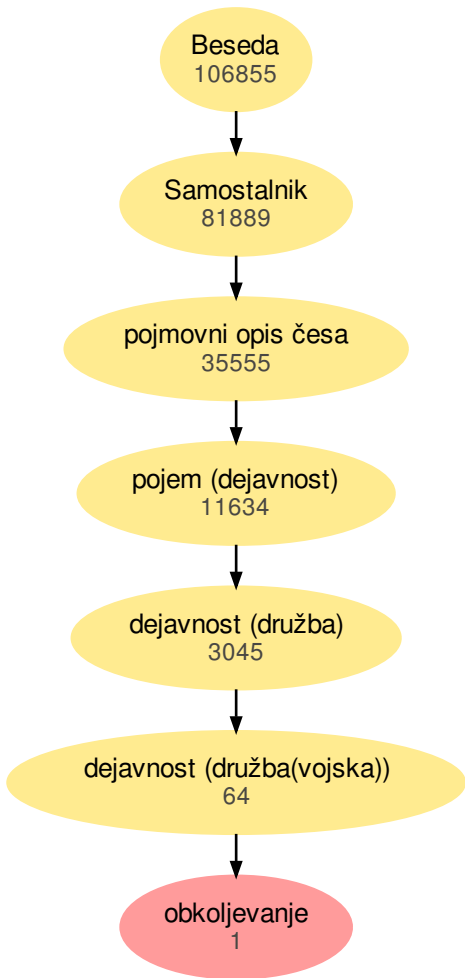 Beseda
106855
Samostalnik
81889
pojmovni opis česa
35555
pojem (dejavnost)
11634
dejavnost (družba)
3045
dejavnost (družba(vojska))
64
obkoljevanje
1